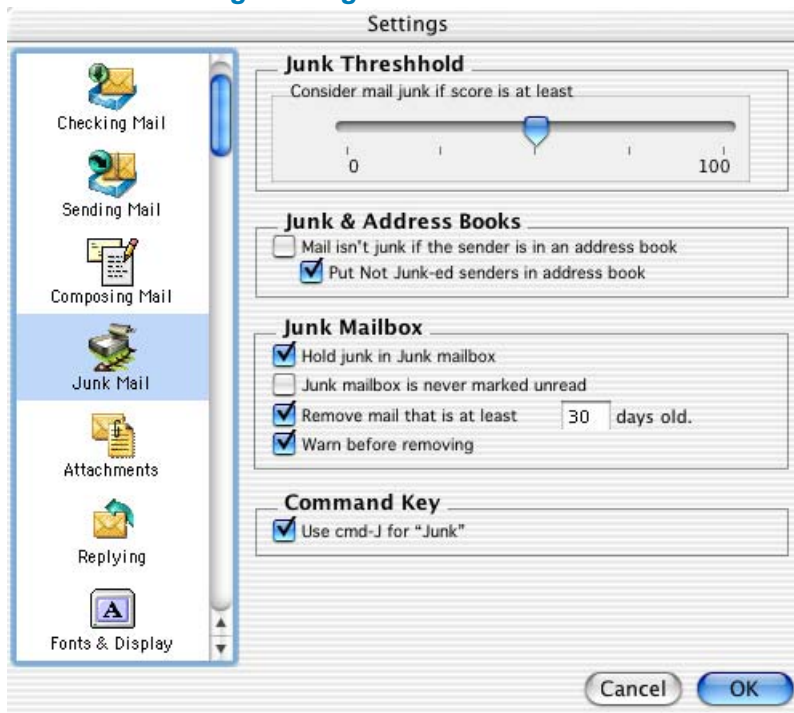 Settings
Checking Mail
Sending Mail
Composing Mail
Junk Mail
Attachments
Replying
A
Fonts & Display
Junk Threshhold
Consider mail junk if score is at least
0 100
Junk & Address Books
Mail isn't junk if the sender is in an address book
Put Not Junk-ed senders in address book
Junk Mailbox
Hold junk in Junk mailbox
Junk mailbox is never marked unread
Remove mail that is at least 30 days old.
Warn before removing
Command Key
Use cmd-J for “Junk”
Cancel OK